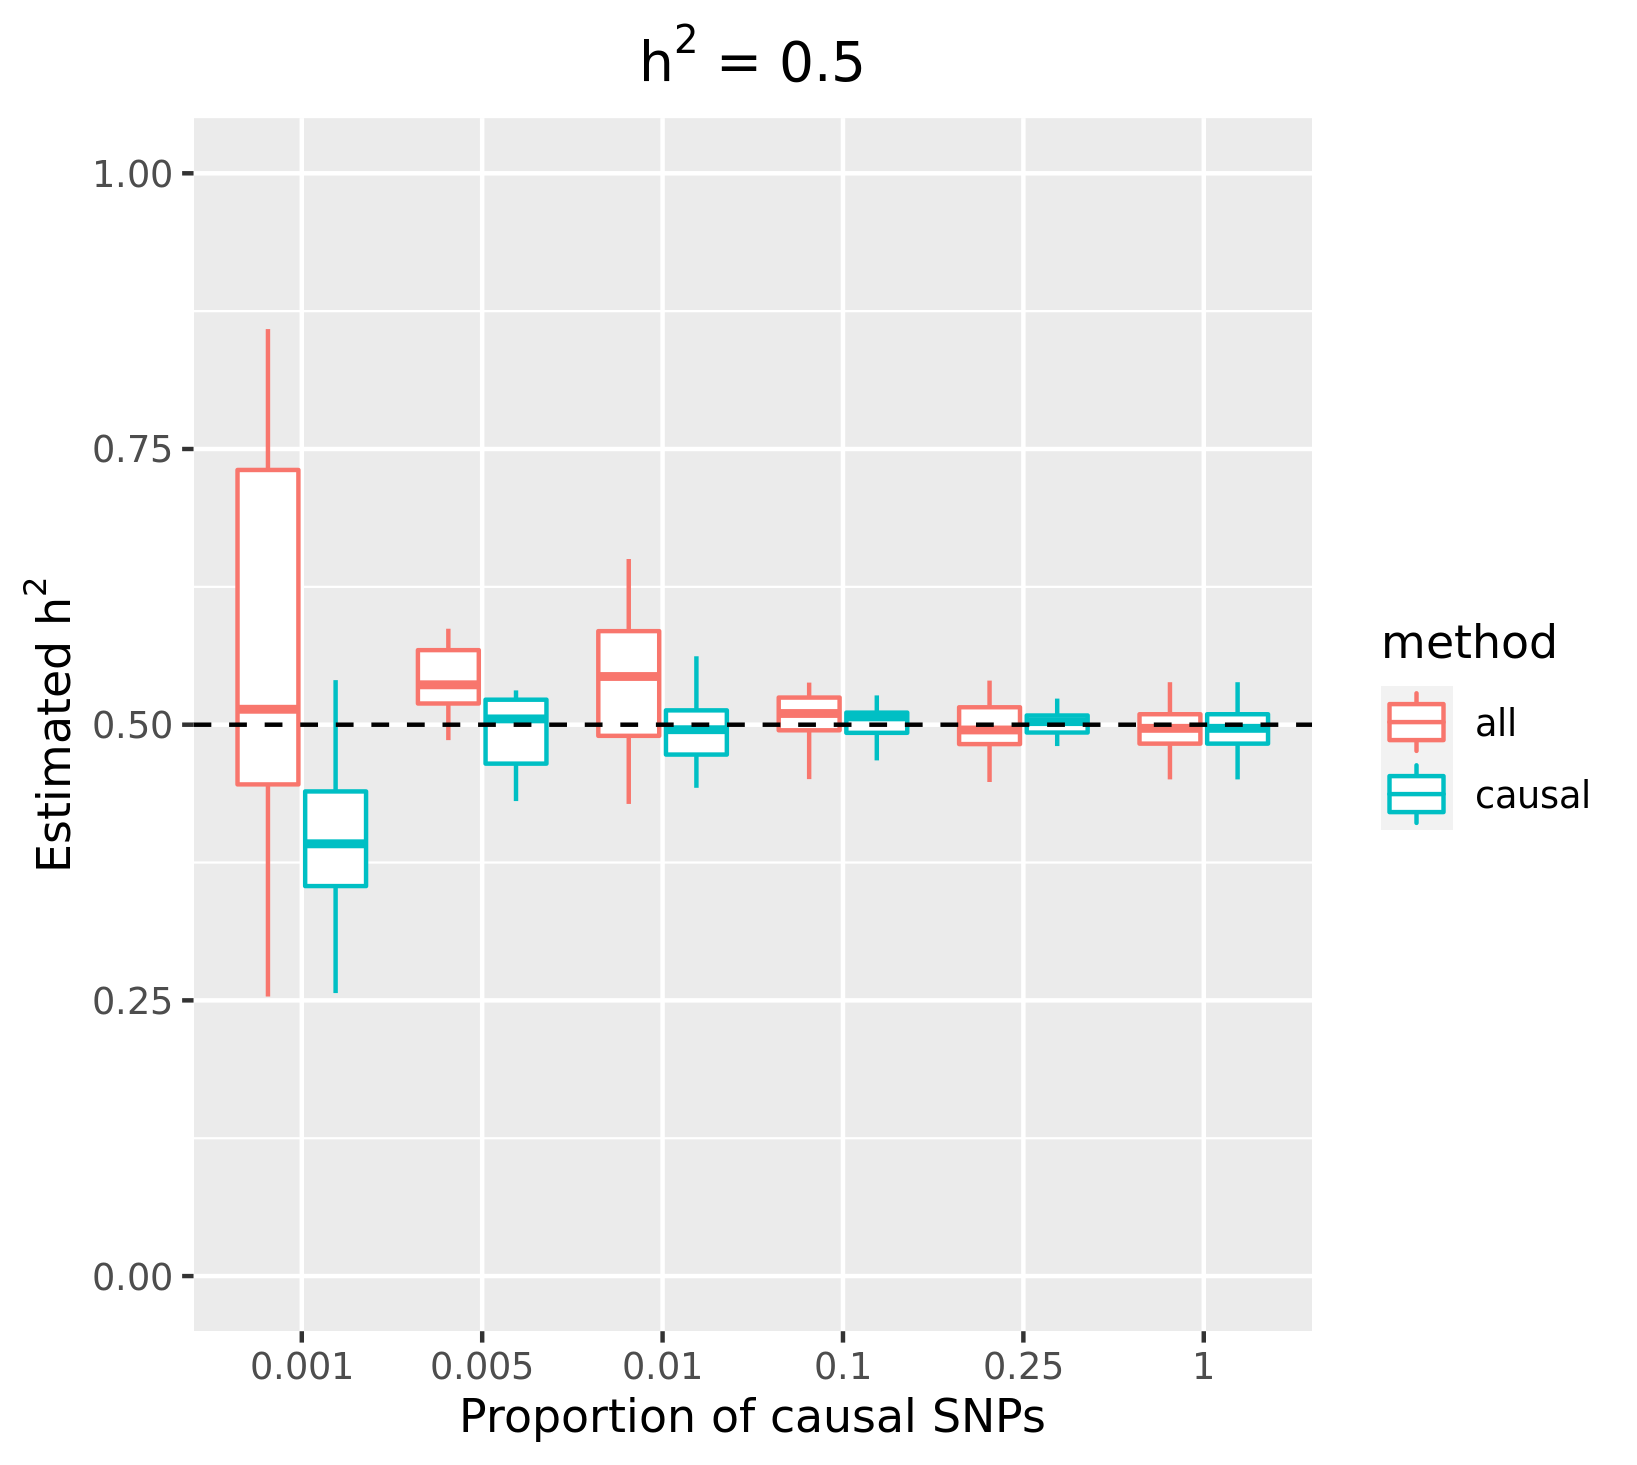 h² = 0.5
Estimated h²
1.00
0.75
0.50
0.25
0.00
0.001 0.005 0.01 0.1 0.25 1
Proportion of causal SNPs
method
all
causal